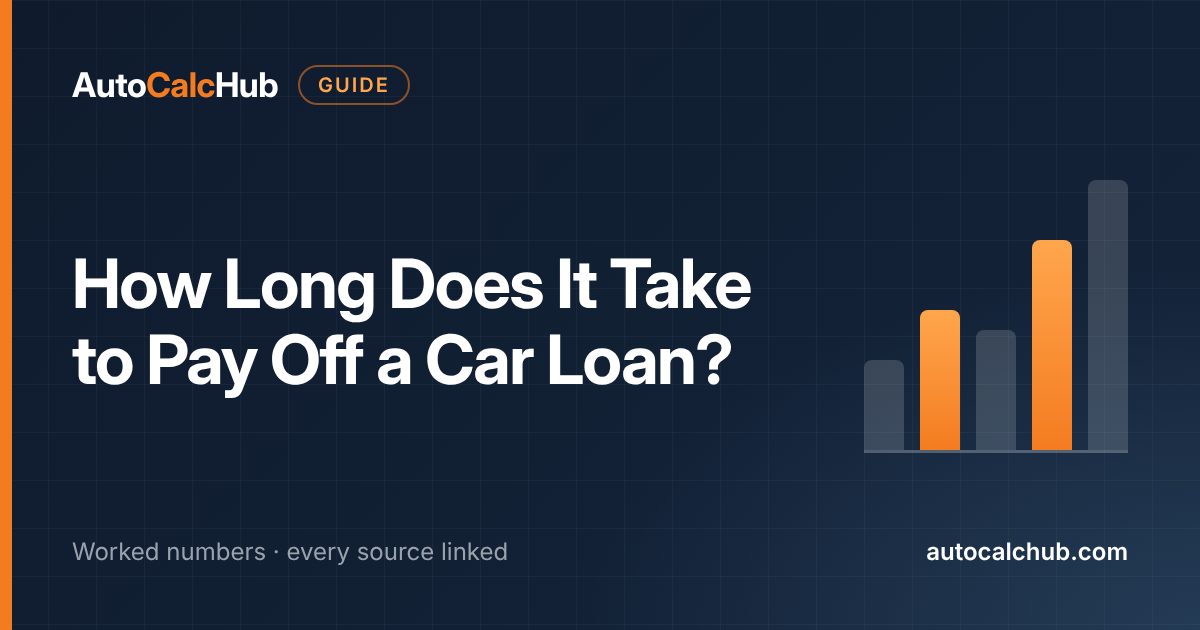 AutoCalcHub
GUIDE
How Long Does It Take
to Pay Off a Car Loan?
Worked numbers · every source linked
autocalchub.com